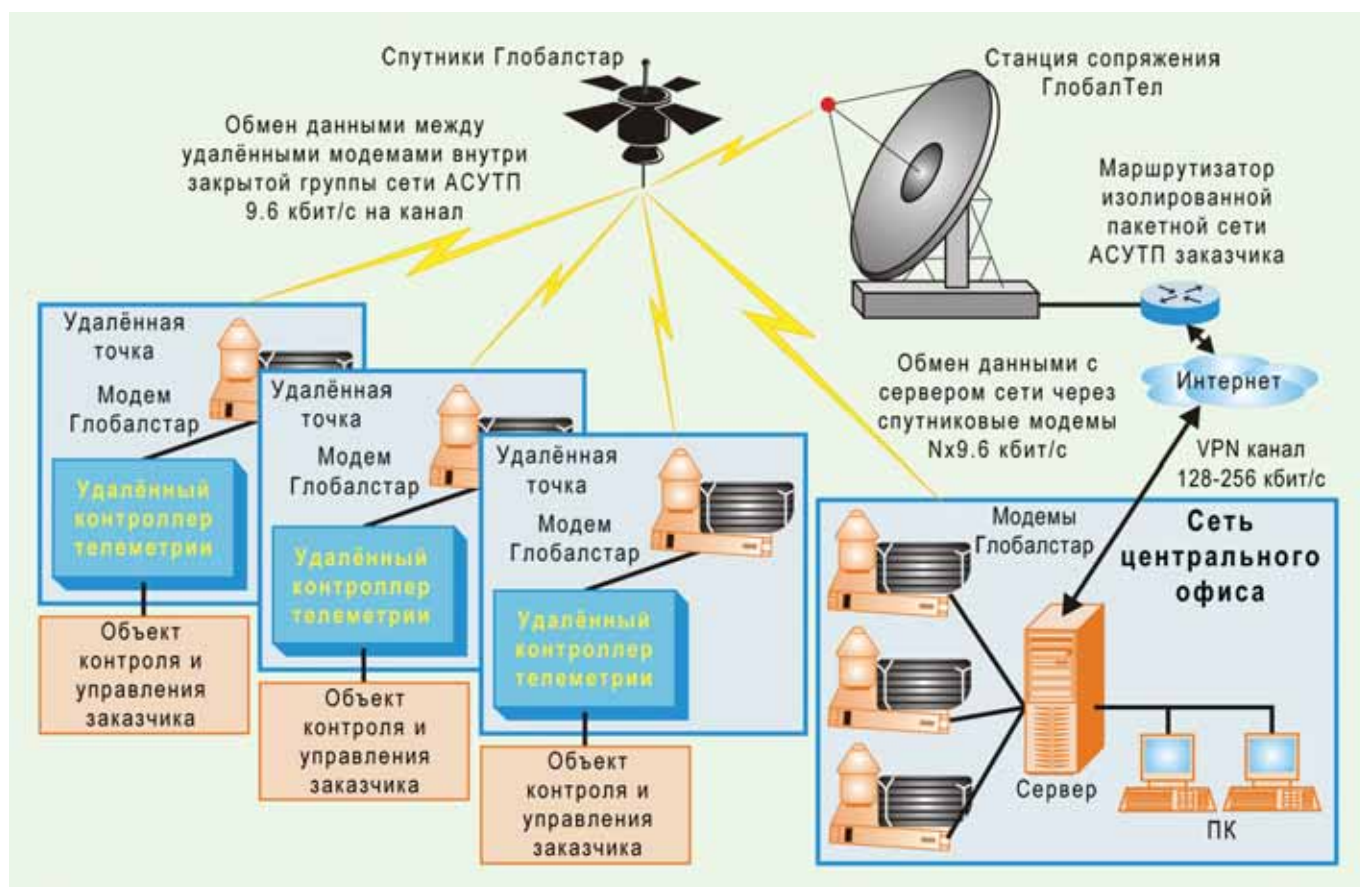 Спутники Глобалстар
Станция сопряжения
ГлобалТел
Обмен данными между
удалёнными модемами внутри
закрытой группы сети АСУТП
9.6 кбит/с на канал
Маршрутизатор
изолированной
пакетной сети
АСУТП заказчика
Удалённая
точка
Модем
Глобалстар
Удалённый
контроллер
телеметрии
Объект
контроля и
управления
заказчика
Удалённая
точка
Модем
Глобалстар
Удалённый
контроллер
телеметрии
Объект
контроля и
управления
заказчика
Удалённая
точка
Модем
Глобалстар
Удалённый
контроллер
телеметрии
Объект
контроля и
управления
заказчика
Обмен данными с
сервером сети через
спутниковые модемы
Nx9.6 кбит/с
Интернет
VPN канал
128-256 кбит/с
Модемы
Глобалстар
Сеть
центрального
офиса
Сервер
ПК